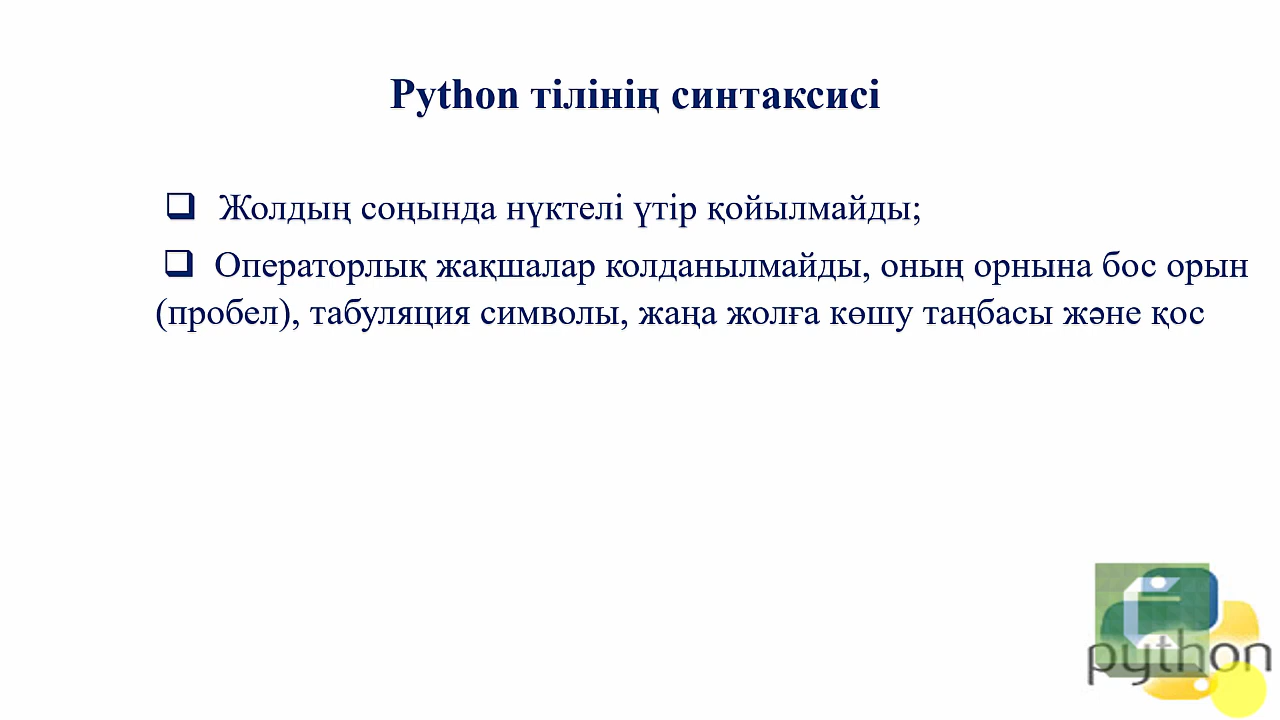 Python тілінің синтаксисі
Жолдың соңында нүктелі үтір қойылмайды;
Операторлық жақшалар колданылмайды, оның орнына бос орын
(пробел), табуляция символы, жаңа жолға көшу таңбасы және қос
python